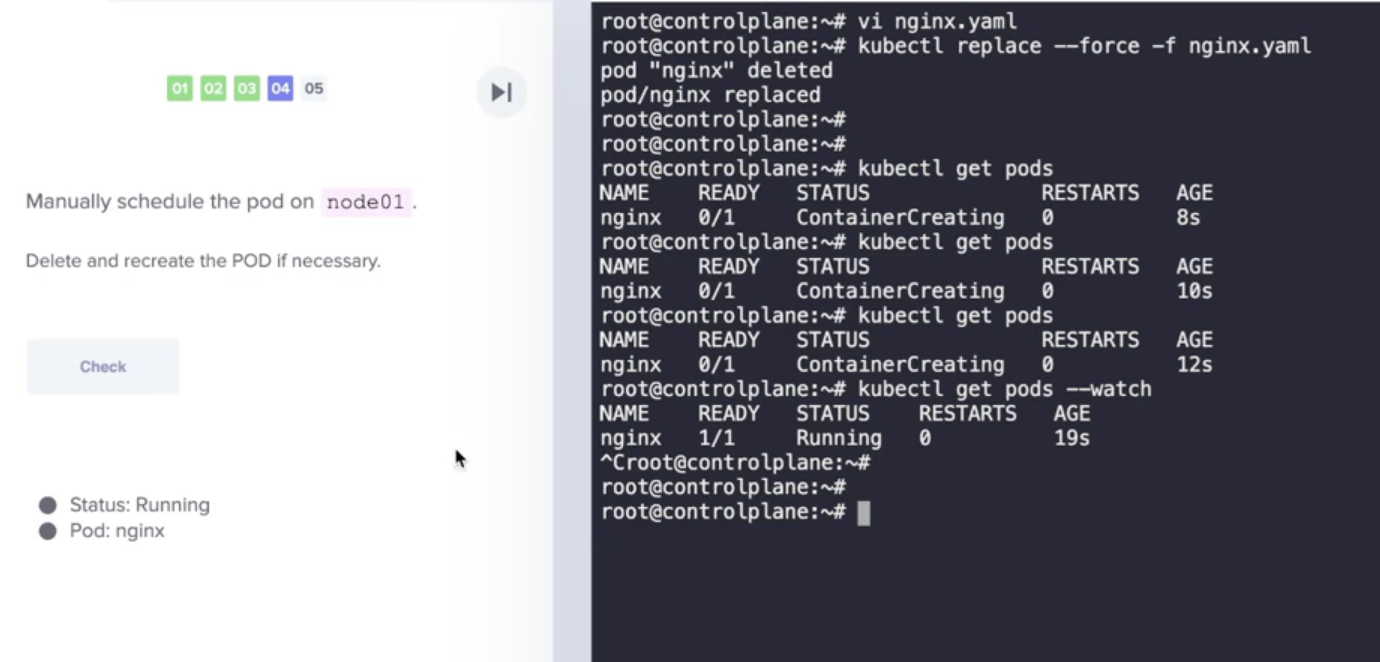 01 02 03 04 05
Manually schedule the pod on node01.
Delete and recreate the POD if necessary.
Check
Status: Running
Pod: nginx
root@controlplane:~# vi nginx.yaml
root@controlplane:~# kubectl replace --force -f nginx.yaml
pod "nginx" deleted
pod/nginx replaced
root@controlplane:~#
root@controlplane:~#
root@controlplane:~# kubectl get pods
NAME    READY   STATUS              RESTARTS   AGE
nginx   0/1     ContainerCreating   0          8s
root@controlplane:~# kubectl get pods
NAME    READY   STATUS              RESTARTS   AGE
nginx   0/1     ContainerCreating   0          10s
root@controlplane:~# kubectl get pods
NAME    READY   STATUS              RESTARTS   AGE
nginx   0/1     ContainerCreating   0          12s
root@controlplane:~# kubectl get pods --watch
NAME    READY   STATUS    RESTARTS   AGE
nginx   1/1     Running   0          19s
^Croot@controlplane:~#
root@controlplane:~#
root@controlplane:~#